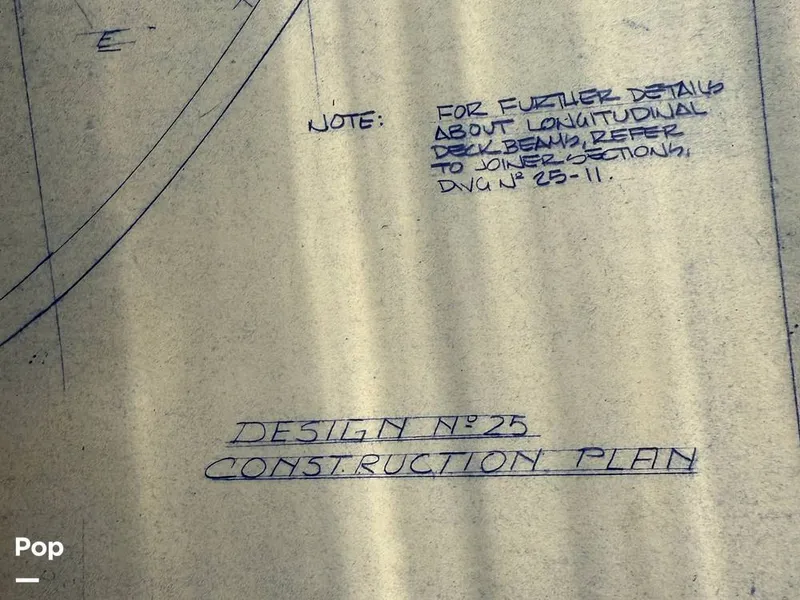 E
NOTE:
FOR FURTHER DETAILS
ABOUT LONGITUDINAL
DECK BEAMS, REFER
TO JOINER SECTIONS,
DWG Nº 25-11.
DESIGN Nº 25
CONSTRUCTION PLAN
Pop